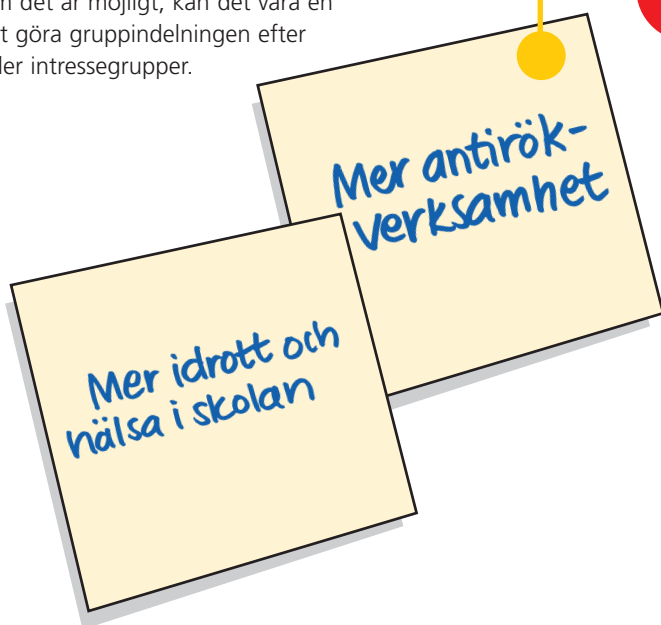 m det är möjligt, kan det vara en
t göra gruppindelningen efter
ler intressegrupper.
Mer antirök-
verksamhet
Mer idrott och
hälsa i skolan